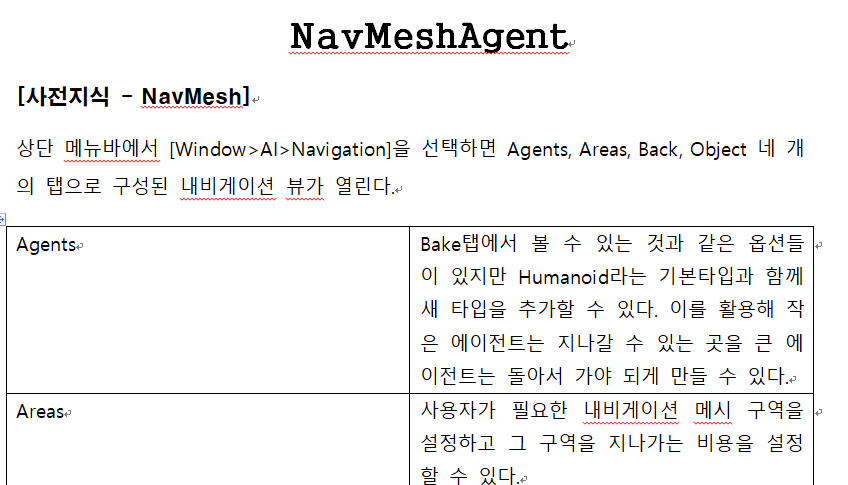 NavMeshAgent
[사전지식 - NavMesh]
상단 메뉴바에서 [Window>AI>Navigation]을 선택하면 Agents, Areas, Back, Object 네 개
의 탭으로 구성된 내비게이션 뷰가 열린다.
Agents
Bake탭에서 볼 수 있는 것과 같은 옵션들
이 있지만 Humanoid라는 기본타입과 함께
새 타입을 추가할 수 있다. 이를 활용해 작
은 에이전트는 지나갈 수 있는 곳을 큰 에
이전트는 돌아서 가야 되게 만들 수 있다.
Areas
사용자가 필요한 내비게이션 메시 구역을
설정하고 그 구역을 지나가는 비용을 설정
할 수 있다.